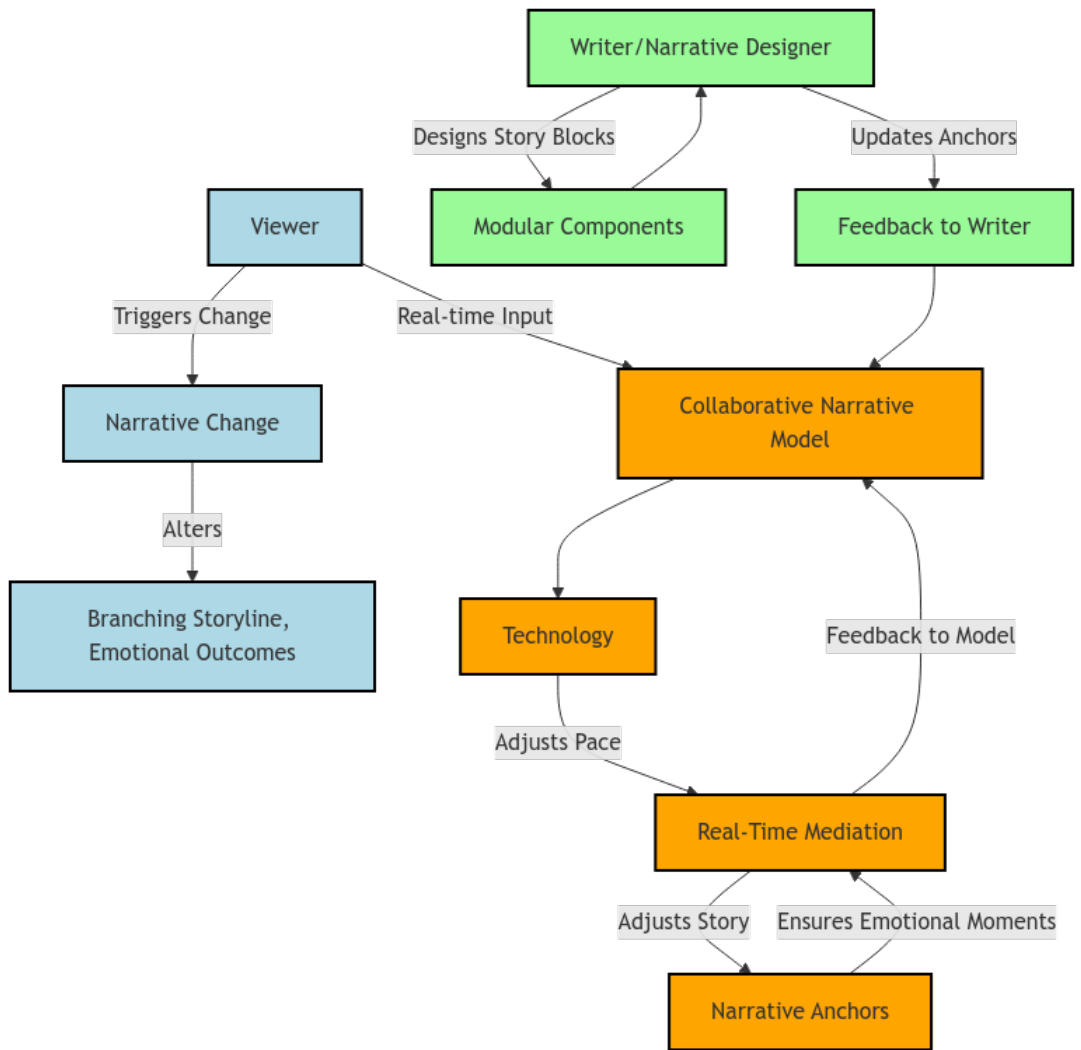 Writer/Narrative Designer
Designs Story Blocks
Updates Anchors
Viewer
Modular Components
Feedback to Writer
Triggers Change
Real-time Input
Narrative Change
Collaborative Narrative
Model
Alters
Branching Storyline,
Emotional Outcomes
Technology
Feedback to Model
Adjusts Pace
Real-Time Mediation
Adjusts Story
Ensures Emotional Moments
Narrative Anchors